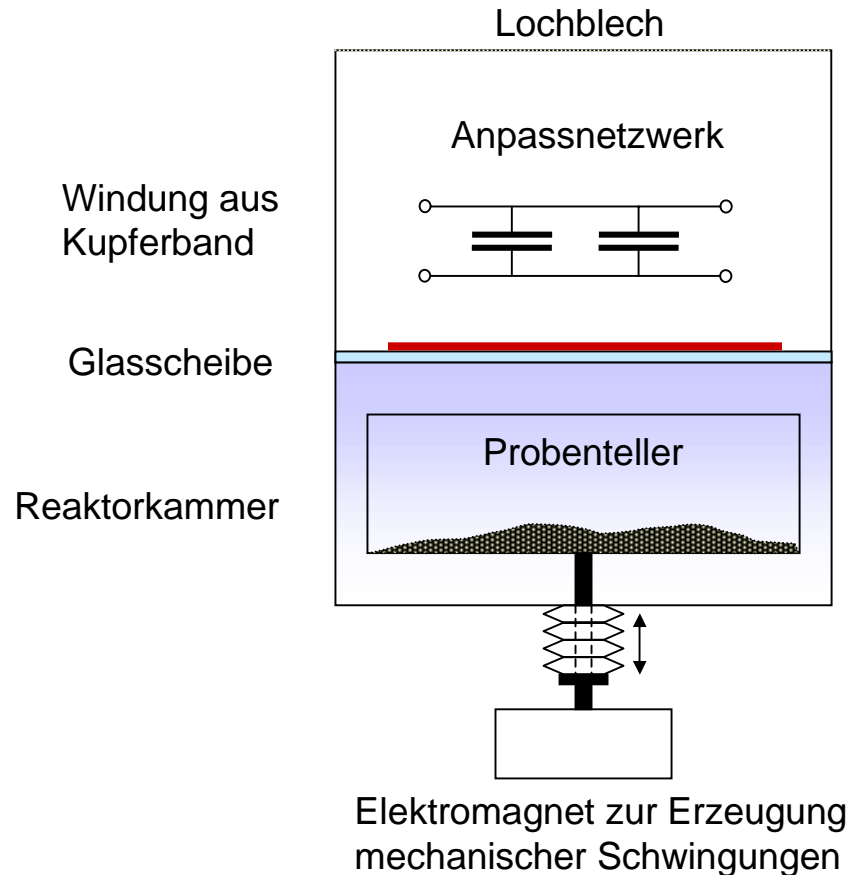 Lochblech
Anpassnetzwerk
Windung aus
Kupferband
Glasscheibe
Probenteller
Reaktorkammer
Elektromagnet zur Erzeugung
mechanischer Schwingungen